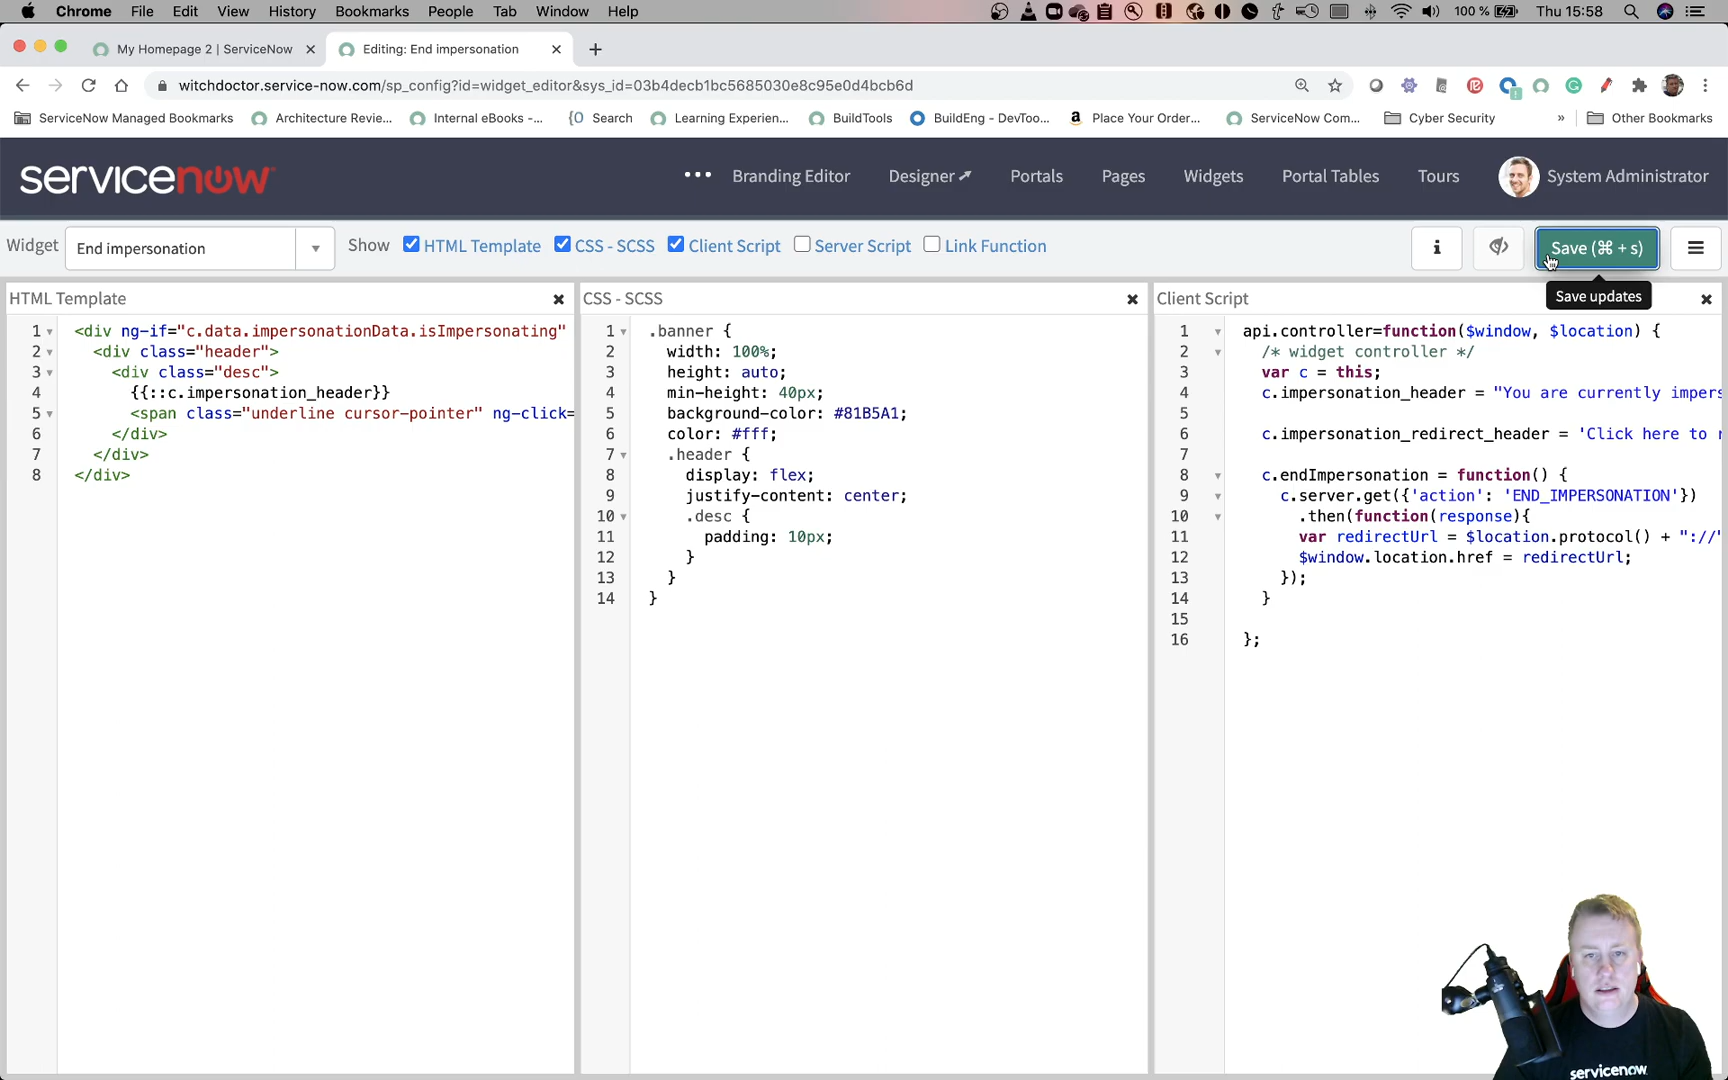 Chrome File Edit View History Bookmarks People Tab Window Help 100 % Thu 15:58
My Homepage 2 | ServiceNow Editing: End impersonation
witchdoctor.service-now.com/sp_config?id=widget_editor&sys_id=03b4decb1bc5685030e8c95e0d4bcb6d
ServiceNow Managed Bookmarks Architecture Revie... Internal eBooks -... Search Learning Experien... BuildTools BuildEng - DevToo... Place Your Order... ServiceNow Com... Cyber Security » Other Bookmarks
servicenow ••• Branding Editor Designer Portals Pages Widgets Portal Tables Tours System Administrator
Widget End impersonation Show HTML Template CSS - SCSS Client Script Server Script Link Function Save (⌘ + s)
Save updates
HTML Template
1 <div ng-if="c.data.impersonationData.isImpersonating"
2 <div class="header">
3 <div class="desc">
4 {{::c.impersonation_header}}
5 <span class="underline cursor-pointer" ng-click=
6 </div>
7 </div>
8 </div>
CSS - SCSS
1 .banner {
2 width: 100%;
3 height: auto;
4 min-height: 40px;
5 background-color: #81B5A1;
6 color: #fff;
7 .header {
8 display: flex;
9 justify-content: center;
10 .desc {
11 padding: 10px;
12 }
13 }
14 }
Client Script
1 api.controller=function($window, $location) {
2 /* widget controller */
3 var c = this;
4 c.impersonation_header = "You are currently impers
5
6 c.impersonation_redirect_header = 'Click here to r
7
8 c.endImpersonation = function() {
9 c.server.get({'action': 'END_IMPERSONATION'})
10 .then(function(response){
11 var redirectUrl = $location.protocol() + "://"
12 $window.location.href = redirectUrl;
13 });
14 }
15
16 };
servicenow